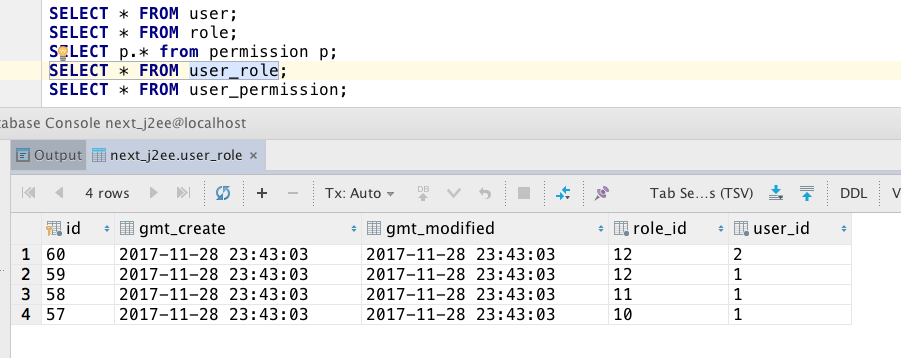 SELECT * FROM user;
SELECT * FROM role;
SELECT p.* from permission p;
SELECT * FROM user_role;
SELECT * FROM user_permission;
tabase Console next_j2ee@localhost
Output next_j2ee.user_role ×
4 rows Tx: Auto DB Tab Se...s (TSV) DDL V
id gmt_create gmt_modified role_id user_id
1 60 2017-11-28 23:43:03 2017-11-28 23:43:03 12 2
2 59 2017-11-28 23:43:03 2017-11-28 23:43:03 12 1
3 58 2017-11-28 23:43:03 2017-11-28 23:43:03 11 1
4 57 2017-11-28 23:43:03 2017-11-28 23:43:03 10 1